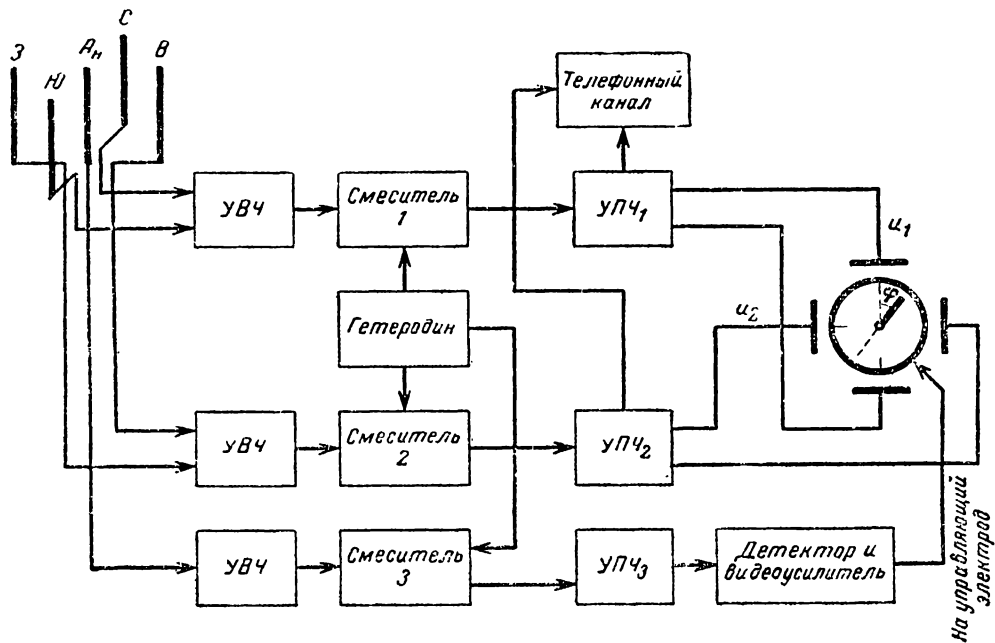 З
Ю
Aн
С
В
Телефонный
канал
УВЧ
Смеситель
1
УПЧ1
u1
Гетеродин
u2
φ
УВЧ
Смеситель
2
УПЧ2
УВЧ
Смеситель
3
УПЧ3
Детектор и
видеоусилитель
На управляющий
электрод